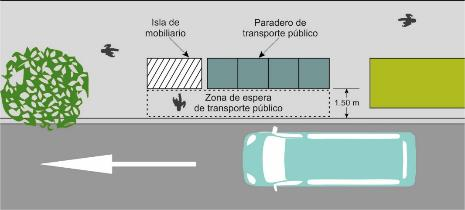 Isla de
mobiliario
Paradero de
transporte público
Zona de espera
de transporte público
1.50 m